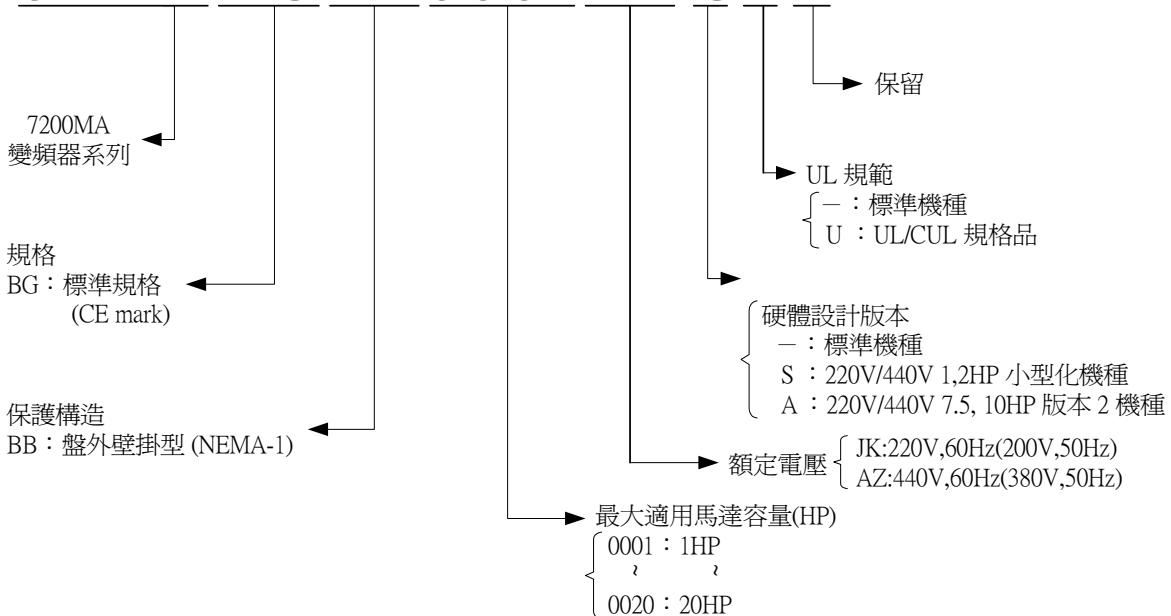 保留
7200MA
變頻器系列
UL 規範
－：標準機種
U ：UL/CUL 規格品
規格
BG：標準規格
(CE mark)
硬體設計版本
－：標準機種
S ：220V/440V 1,2HP 小型化機種
A ：220V/440V 7.5, 10HP 版本 2 機種
保護構造
BB：盤外壁掛型 (NEMA-1)
額定電壓
JK:220V,60Hz(200V,50Hz)
AZ:440V,60Hz(380V,50Hz)
最大適用馬達容量(HP)
0001：1HP
~ ~
0020：20HP